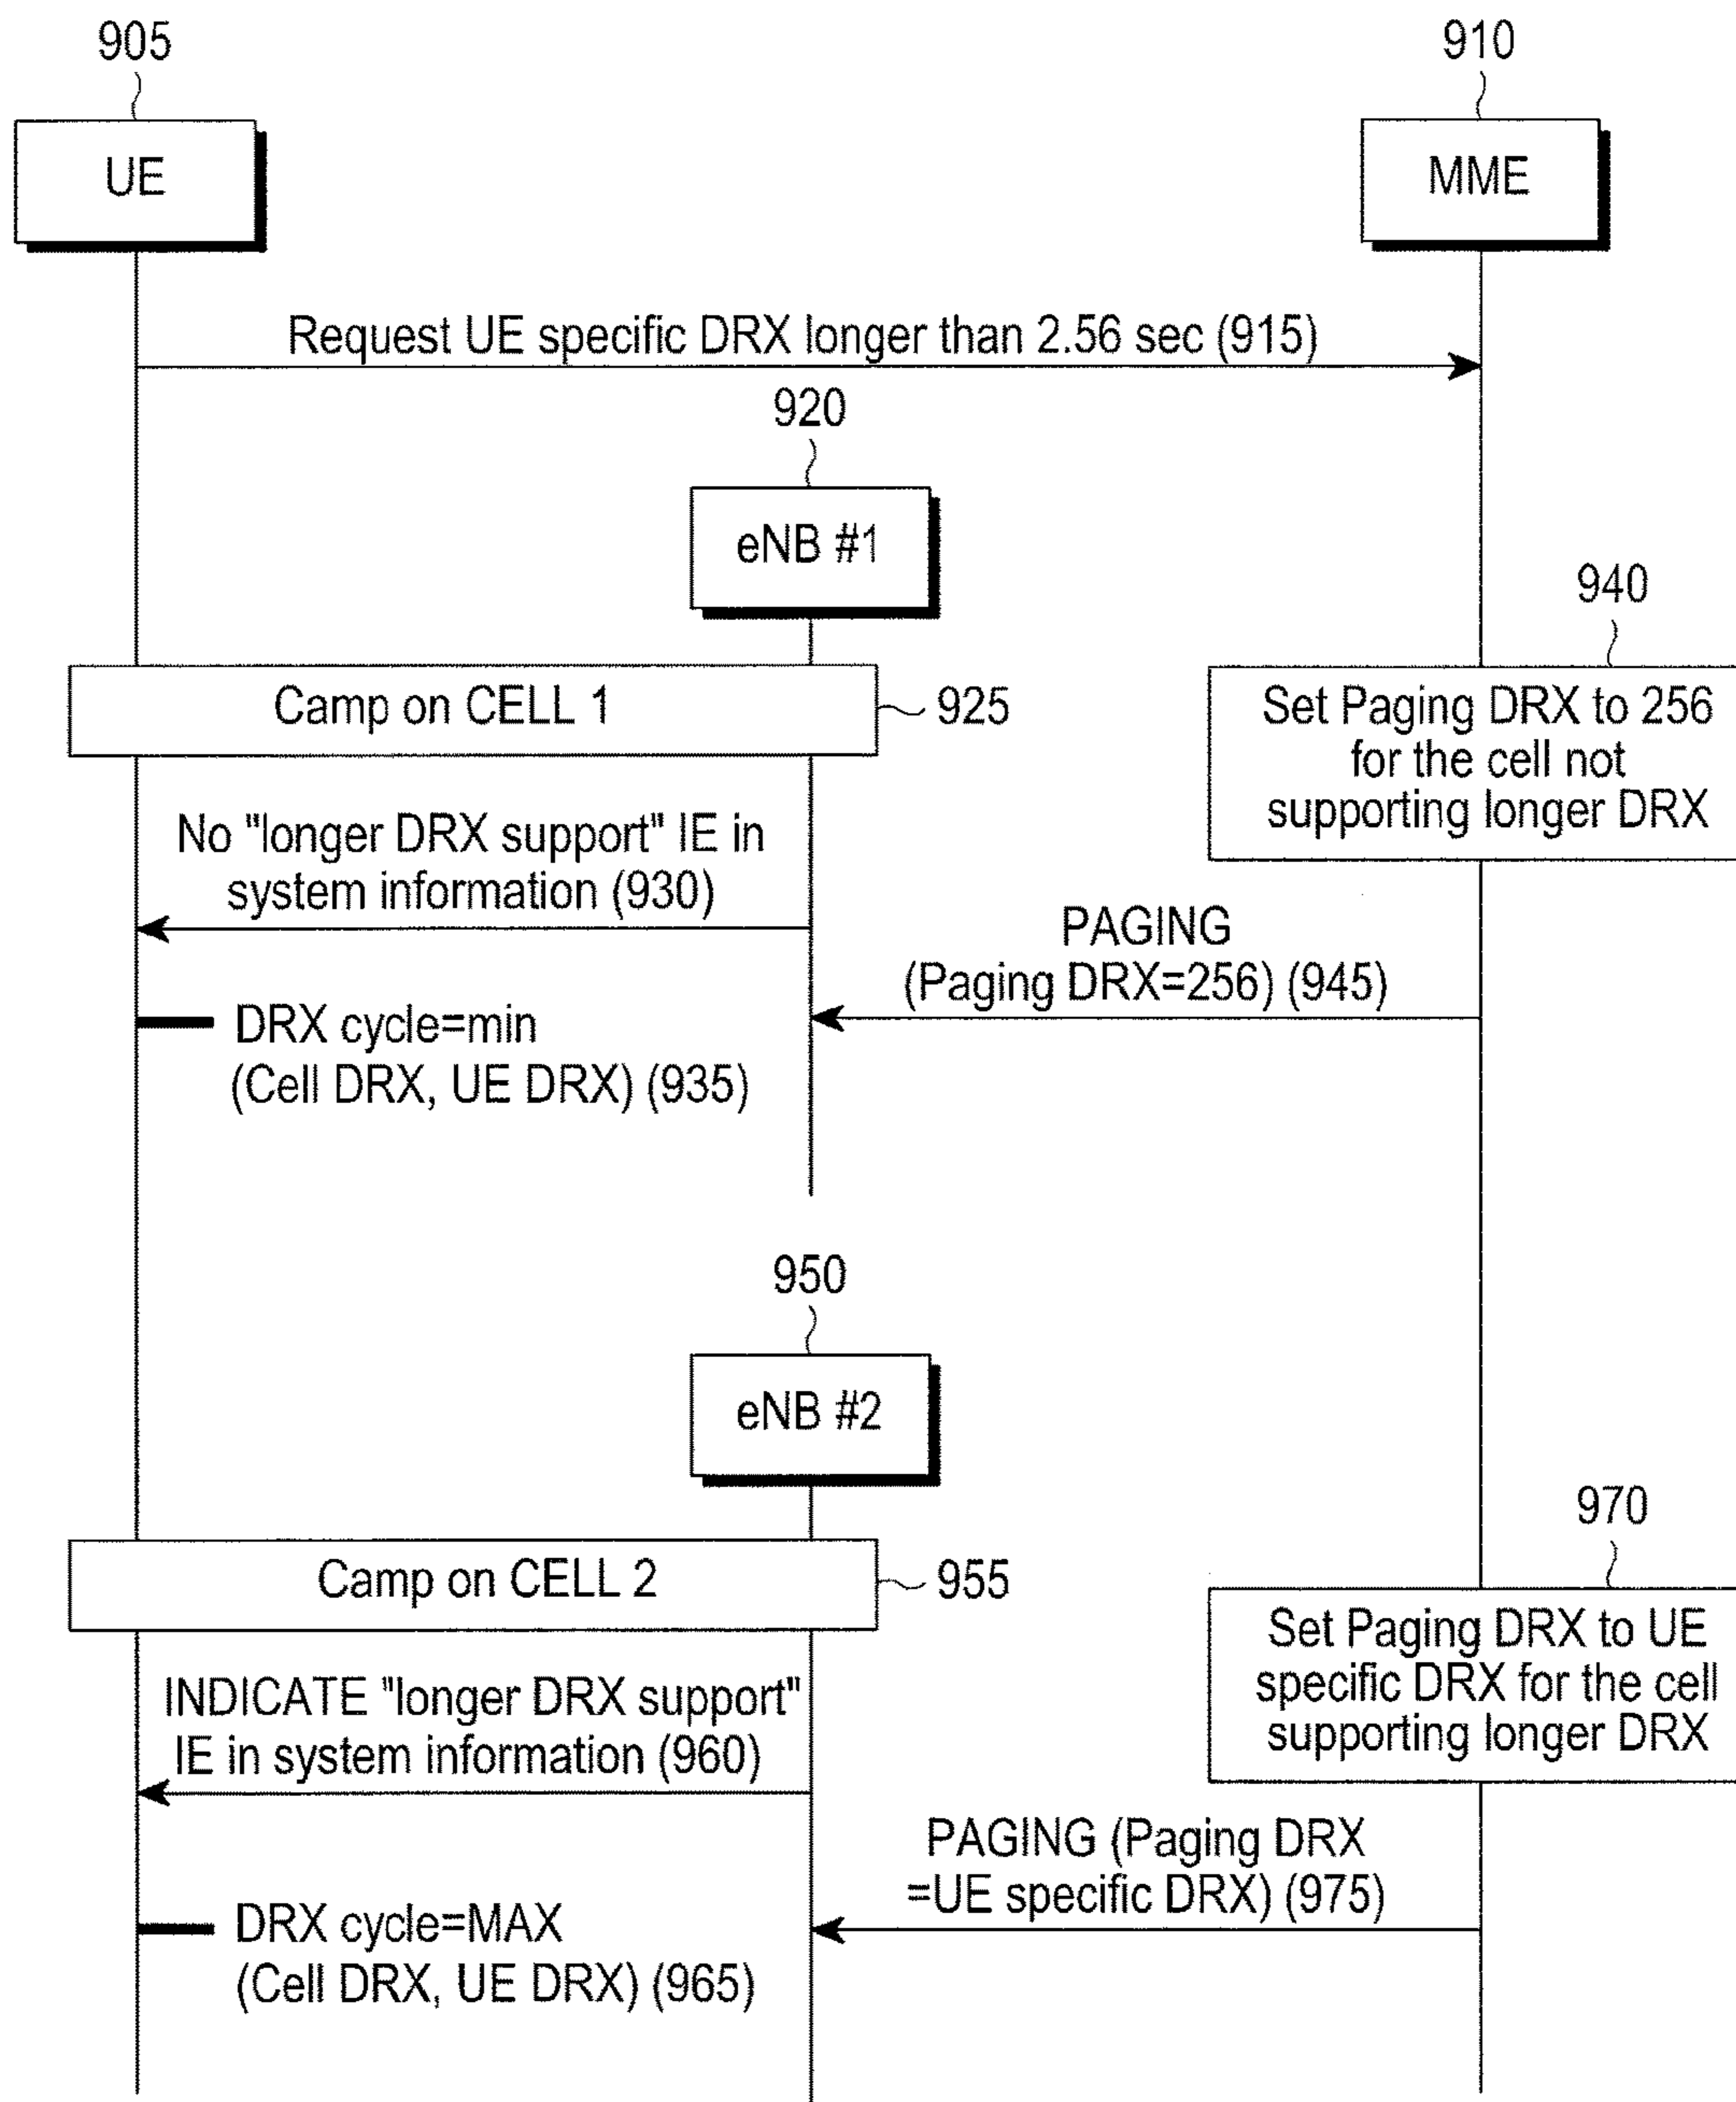 905
910
UE
MME
Request UE specific DRX longer than 2.56 sec (915)
920
eNB #1
940
Camp on CELL 1
925
Set Paging DRX to 256
for the cell not
supporting longer DRX
No "longer DRX support" IE in
system information (930)
PAGING
(Paging DRX=256) (945)
DRX cycle=min
(Cell DRX, UE DRX) (935)
950
eNB #2
970
Camp on CELL 2
955
Set Paging DRX to UE
specific DRX for the cell
supporting longer DRX
INDICATE "longer DRX support"
IE in system information (960)
PAGING (Paging DRX
=UE specific DRX) (975)
DRX cycle=MAX
(Cell DRX, UE DRX) (965)